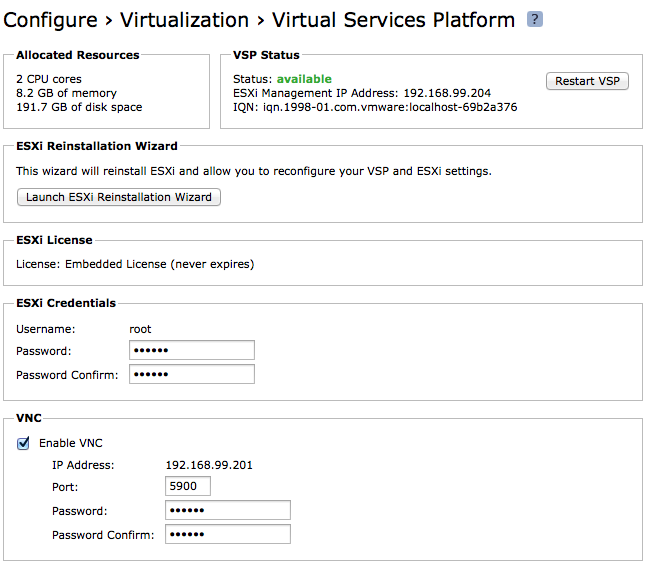 Configure › Virtualization › Virtual Services Platform ?
Allocated Resources
2 CPU cores
8.2 GB of memory
191.7 GB of disk space
VSP Status
Status: available
ESXi Management IP Address: 192.168.99.204
IQN: iqn.1998-01.com.vmware:localhost-69b2a376
Restart VSP
ESXi Reinstallation Wizard
This wizard will reinstall ESXi and allow you to reconfigure your VSP and ESXi settings.
Launch ESXi Reinstallation Wizard
ESXi License
License: Embedded License (never expires)
ESXi Credentials
Username: root
Password: ••••••
Password Confirm: ••••••
VNC
Enable VNC
IP Address: 192.168.99.201
Port: 5900
Password: ••••••
Password Confirm: ••••••